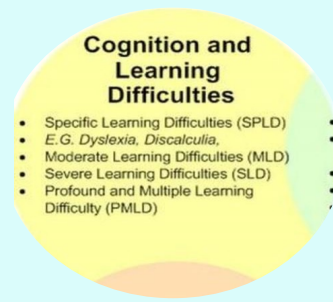 Cognition and
Learning
Difficulties
• Specific Learning Difficulties (SPLD)
• E.G. Dyslexia, Discalculia,
• Moderate Learning Difficulties (MLD)
• Severe Learning Difficulties (SLD)
• Profound and Multiple Learning
Difficulty (PMLD)